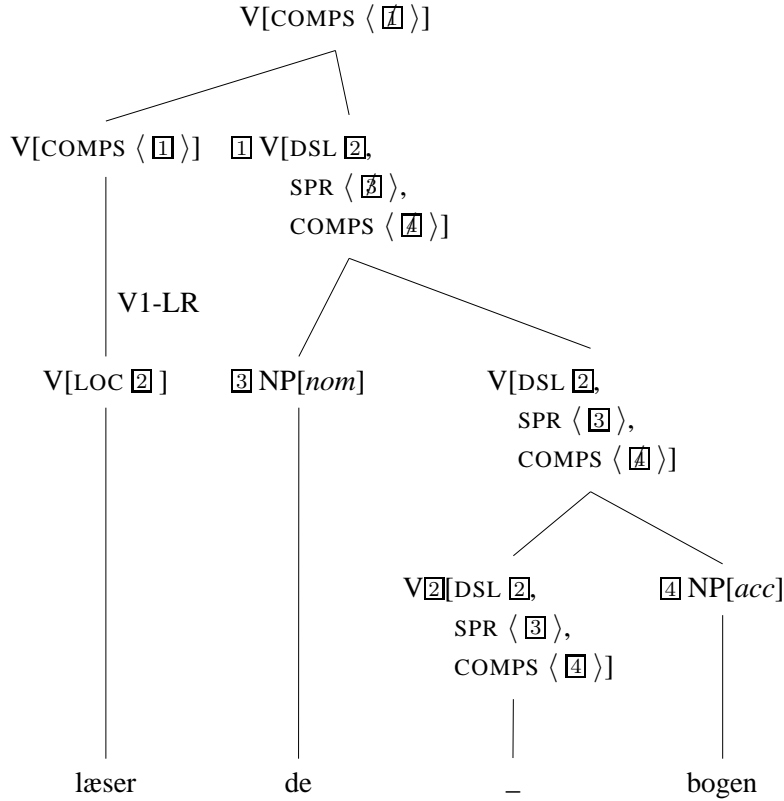 V[COMPS ⟨ 1̸ ⟩]
V[COMPS ⟨ 1 ⟩] 1 V[DSL 2,
SPR ⟨ 3̸ ⟩,
COMPS ⟨ 4̸ ⟩]
V1-LR
V[LOC 2 ] 3 NP[nom] V[DSL 2,
SPR ⟨ 3 ⟩,
COMPS ⟨ 4̸ ⟩]
V2[DSL 2, 4 NP[acc]
SPR ⟨ 3 ⟩,
COMPS ⟨ 4 ⟩]
læser de _ bogen